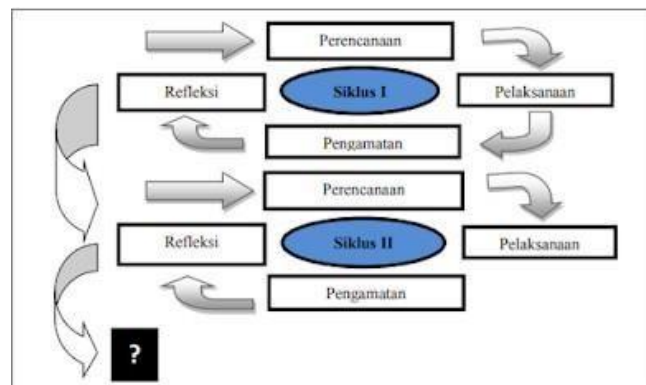 Perencanaan
Refleksi
Siklus I
Pelaksanaan
Pengamatan
Perencanaan
Refleksi
Siklus II
Pelaksanaan
Pengamatan
?